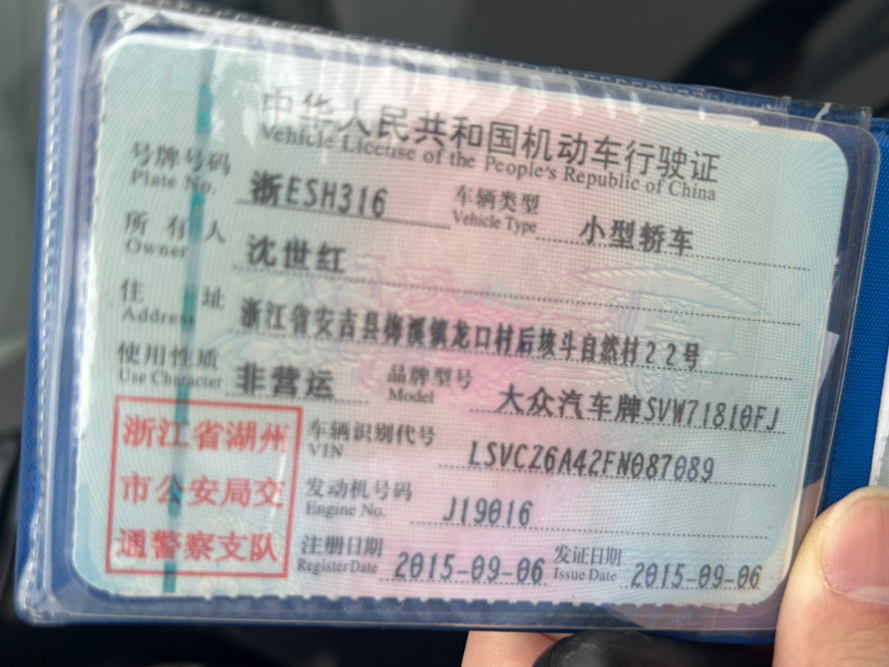 中华人民共和国机动车行驶证
Vehicle License of the People's Republic of China
号牌号码 浙ESH316 车辆类型 小型轿车
Plate No. Vehicle Type
所有人 沈世红
Owner
住址 浙江省安吉县梅溪镇龙口村后埭斗自然村22号
Address
使用性质 非营运 品牌型号 大众汽车牌SVW71810FJ
Use Character Model
浙江省湖州
市公安局交
通警察支队
车辆识别代号 LSVCZ6A42FN087089
VIN
发动机号码 J19016
Engine No.
注册日期 2015-09-06 发证日期 2015-09-06
Register Date Issue Date